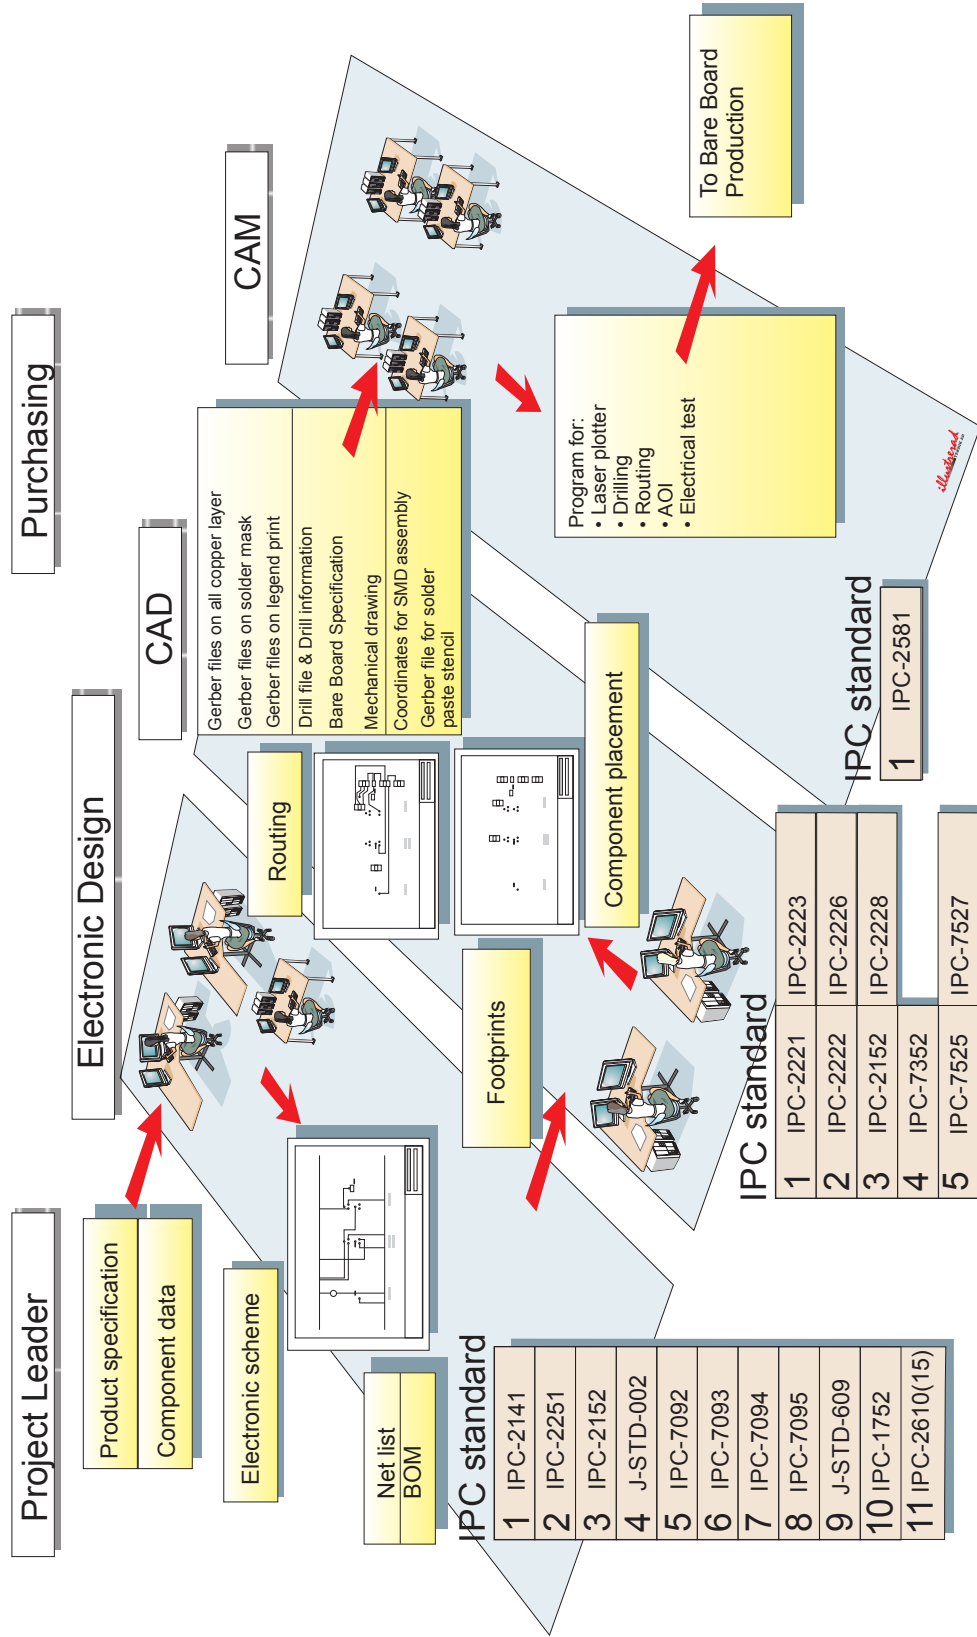 Project Leader
Purchasing
Electronic Design
CAD
CAM
Product specification
Component data
Electronic scheme
Net list
BOM
Routing
Footprints
Component placement
Gerber files on all copper layer
Gerber files on solder mask
Gerber files on legend print
Drill file & Drill information
Bare Board Specification
Mechanical drawing
Coordinates for SMD assembly
Gerber file for solder
paste stencil
Program for:
• Laser plotter
• Drilling
• Routing
• AOI
• Electrical test
To Bare Board
Production
IPC standard
1 IPC-2141
2 IPC-2251
3 IPC-2152
4 J-STD-002
5 IPC-7092
6 IPC-7093
7 IPC-7094
8 IPC-7095
9 J-STD-609
10 IPC-1752
11 IPC-2610(15)
IPC standard
1 IPC-2221 IPC-2223
2 IPC-2222 IPC-2226
3 IPC-2152 IPC-2228
4 IPC-7352
5 IPC-7525 IPC-7527
IPC standard
1 IPC-2581
illustrerad